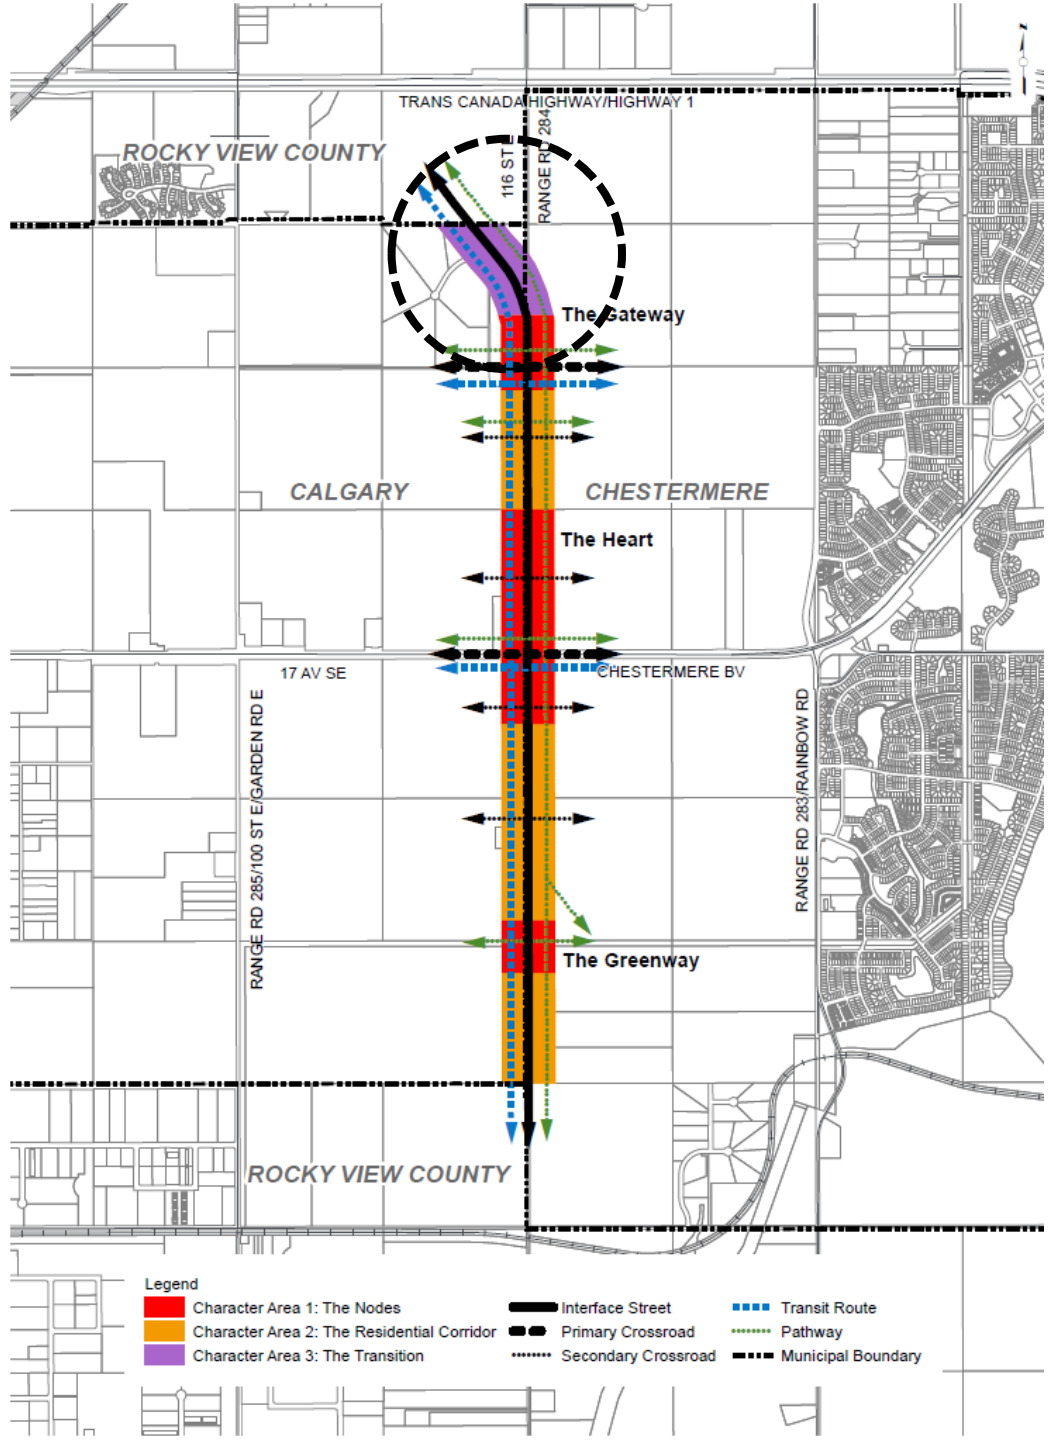 TRANS CANADA HIGHWAY/HIGHWAY 1
ROCKY VIEW COUNTY
116 ST E
RANGE RD 284
The Gateway
CALGARY
CHESTERMERE
The Heart
17 AV SE
CHESTERMERE BV
RANGE RD 285/100 ST E/GARDEN RD E
RANGE RD 283/RAINBOW RD
The Greenway
ROCKY VIEW COUNTY
Legend
Character Area 1: The Nodes
Character Area 2: The Residential Corridor
Character Area 3: The Transition
Interface Street
Primary Crossroad
Secondary Crossroad
Transit Route
Pathway
Municipal Boundary